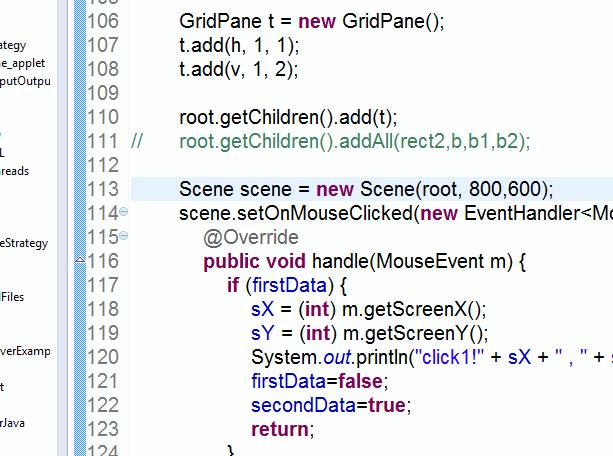 106 GridPane t = new GridPane();
ategy
107 t.add(h, 1, 1);
e_applet
108 t.add(v, 1, 2);
109
110 root.getChildren().add(t);
111 // root.getChildren().addAll(rect2,b,b1,b2);
L
112
reads
113 Scene scene = new Scene(root, 800,600);
114 scene.setOnMouseClicked(new EventHandler<Mo
115 @Override
eStrategy
116 public void handle(MouseEvent m) {
117 if (firstData) {
Files
118 sX = (int) m.getScreenX();
119 sY = (int) m.getScreenY();
verExamp
120 System.out.println("click1!" + sX + " , " + s
121 firstData=false;
t
122 secondData=true;
rJava
123 return;
124 }